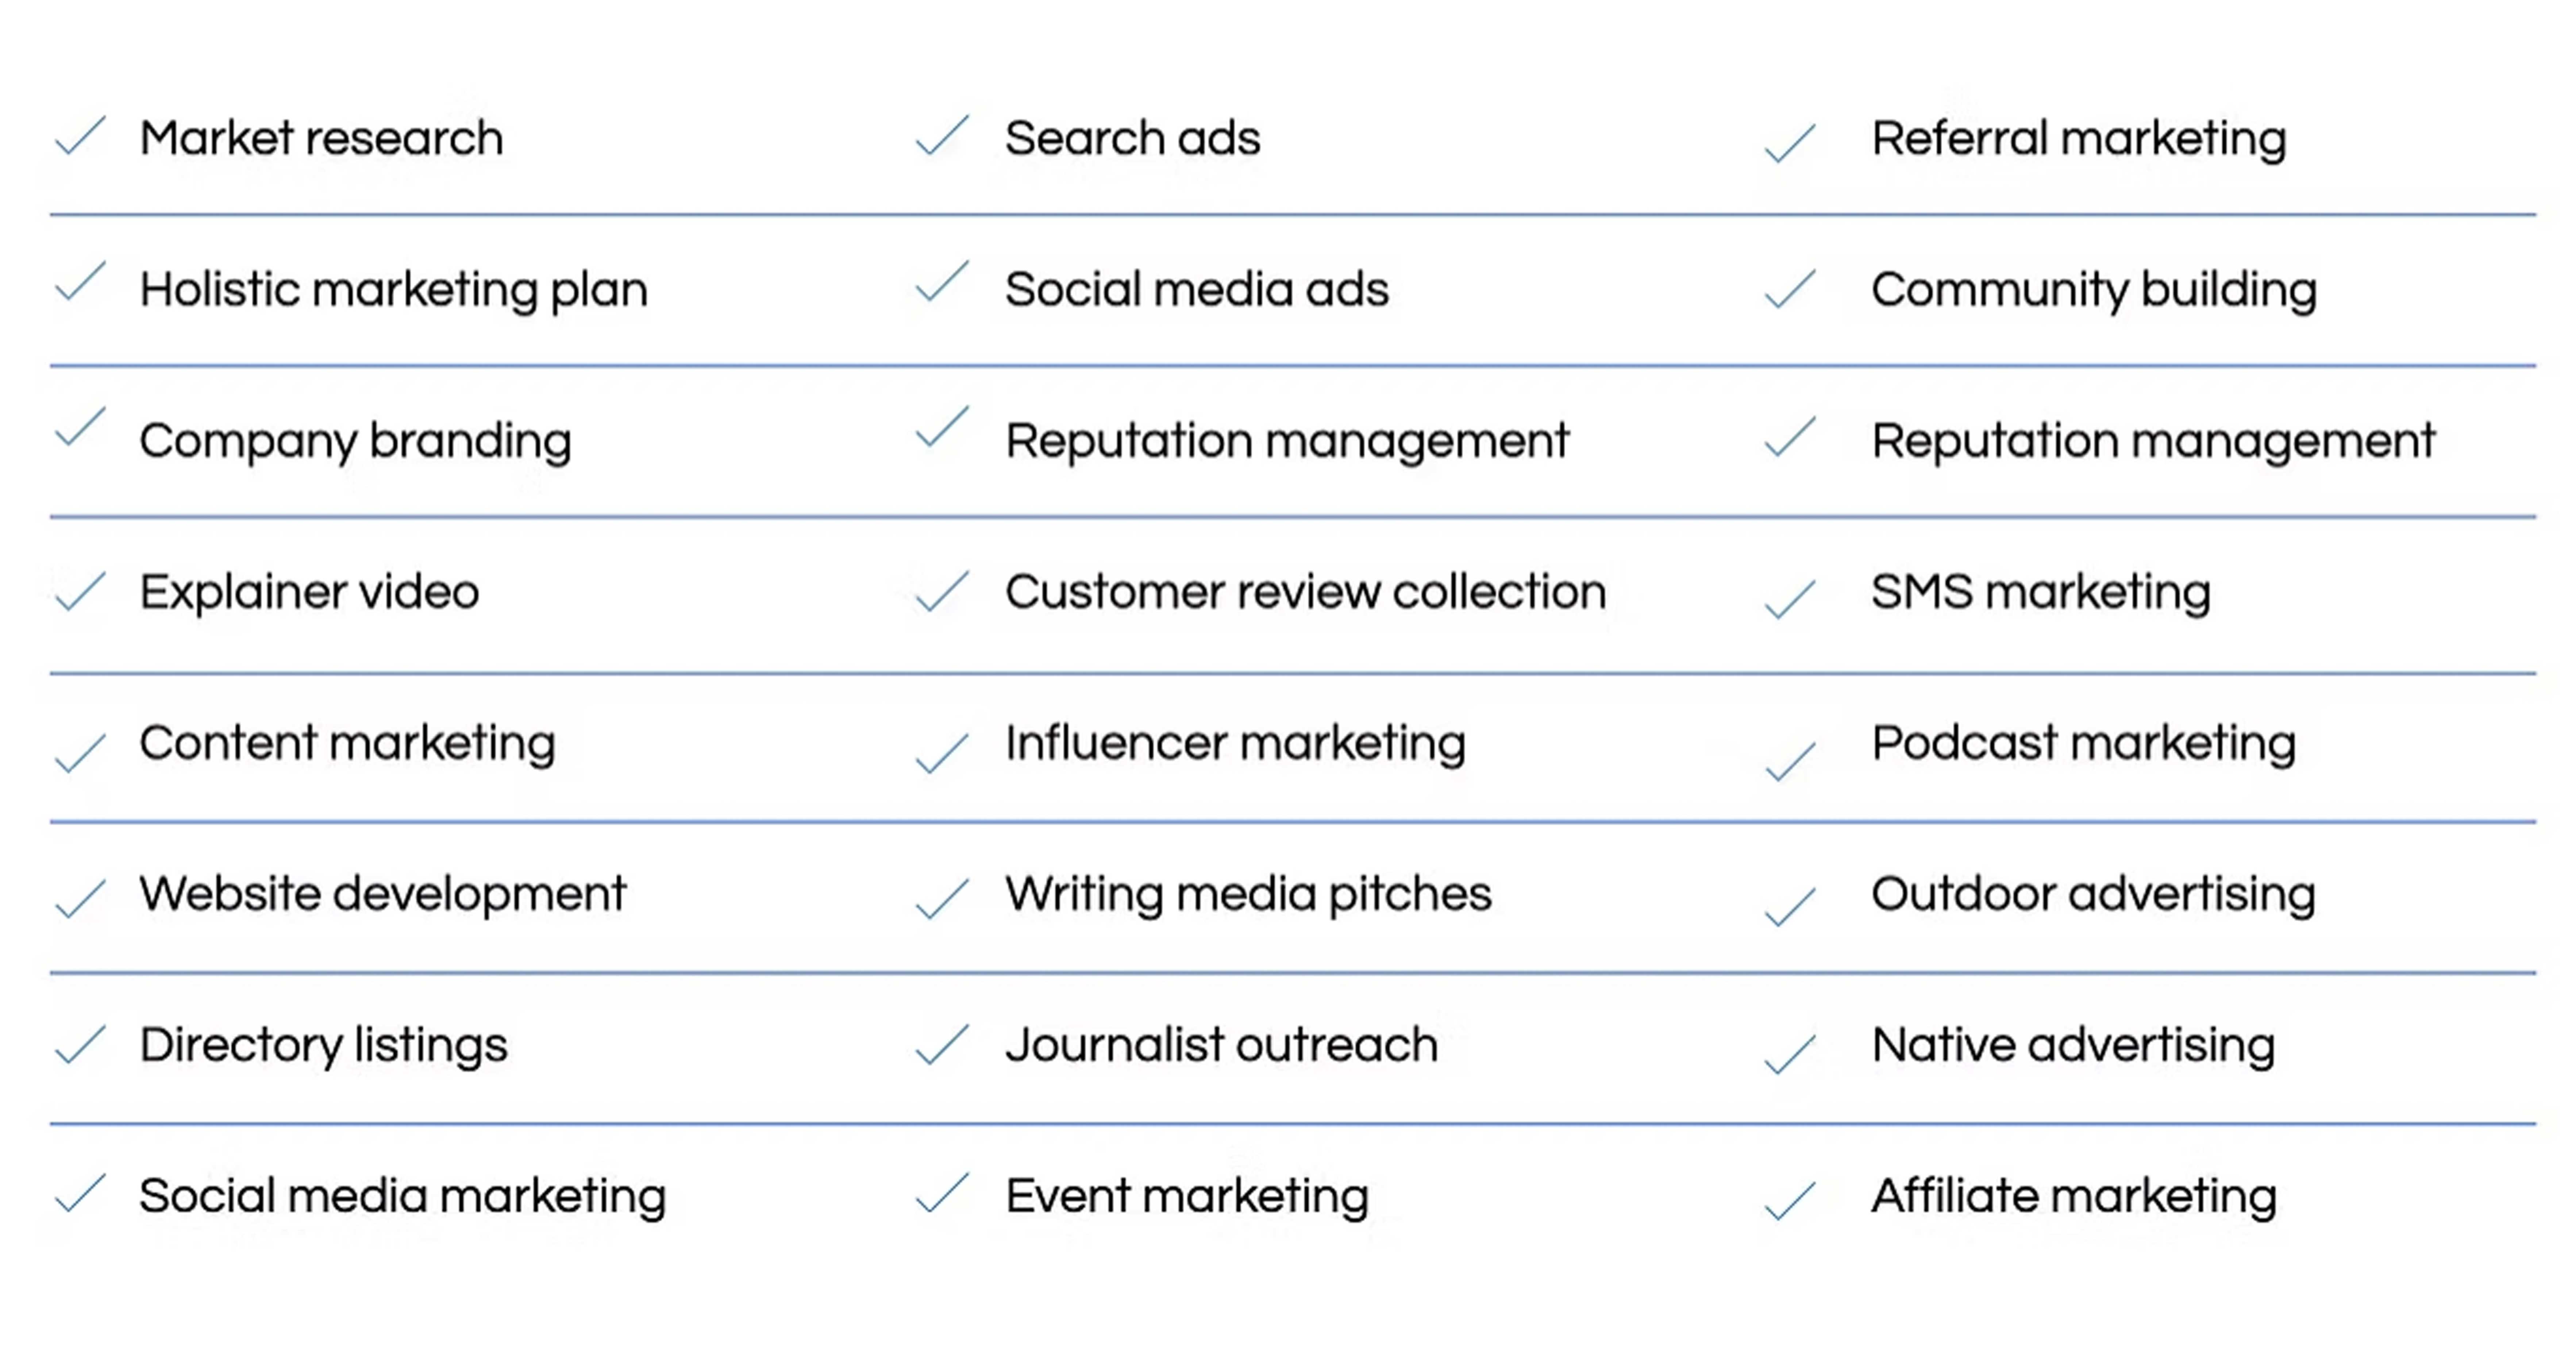 Market research
Search ads
Referral marketing
Holistic marketing plan
Social media ads
Community building
Company branding
Reputation management
Reputation management
Explainer video
Customer review collection
SMS marketing
Content marketing
Influencer marketing
Podcast marketing
Website development
Writing media pitches
Outdoor advertising
Directory listings
Journalist outreach
Native advertising
Social media marketing
Event marketing
Affiliate marketing